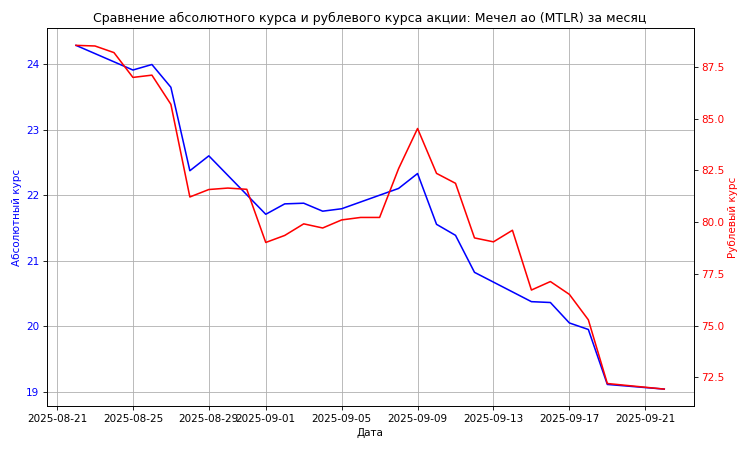 Сравнение абсолютного курса и рублевого курса акции: Мечел ао (MTLR) за месяц
Абсолютный курс
24
23
22
21
20
19
87.5
85.0
82.5
80.0
77.5
75.0
72.5
Рублевый курс
2025-08-21 2025-08-25 2025-08-29 2025-09-01 2025-09-05 2025-09-09 2025-09-13 2025-09-17 2025-09-21
Дата